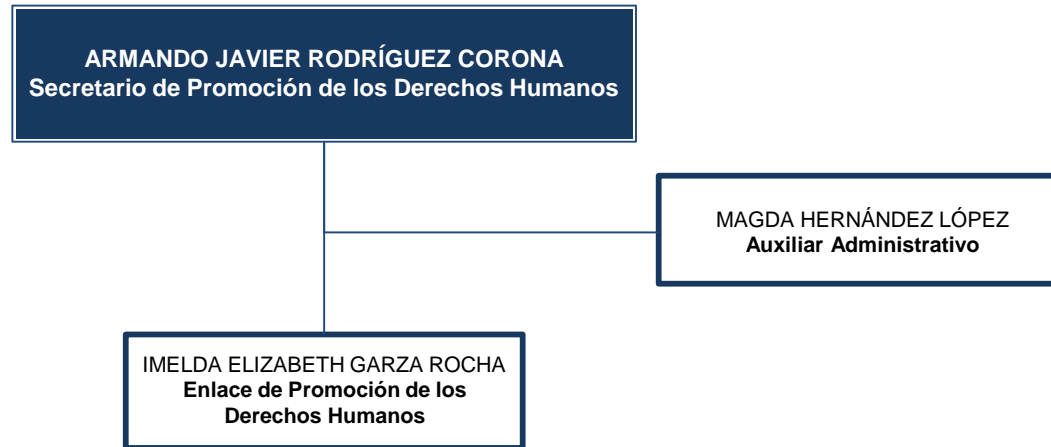 ARMANDO JAVIER RODRÍGUEZ CORONA
Secretario de Promoción de los Derechos Humanos
MAGDA HERNÁNDEZ LÓPEZ
Auxiliar Administrativo
IMELDA ELIZABETH GARZA ROCHA
Enlace de Promoción de los
Derechos Humanos